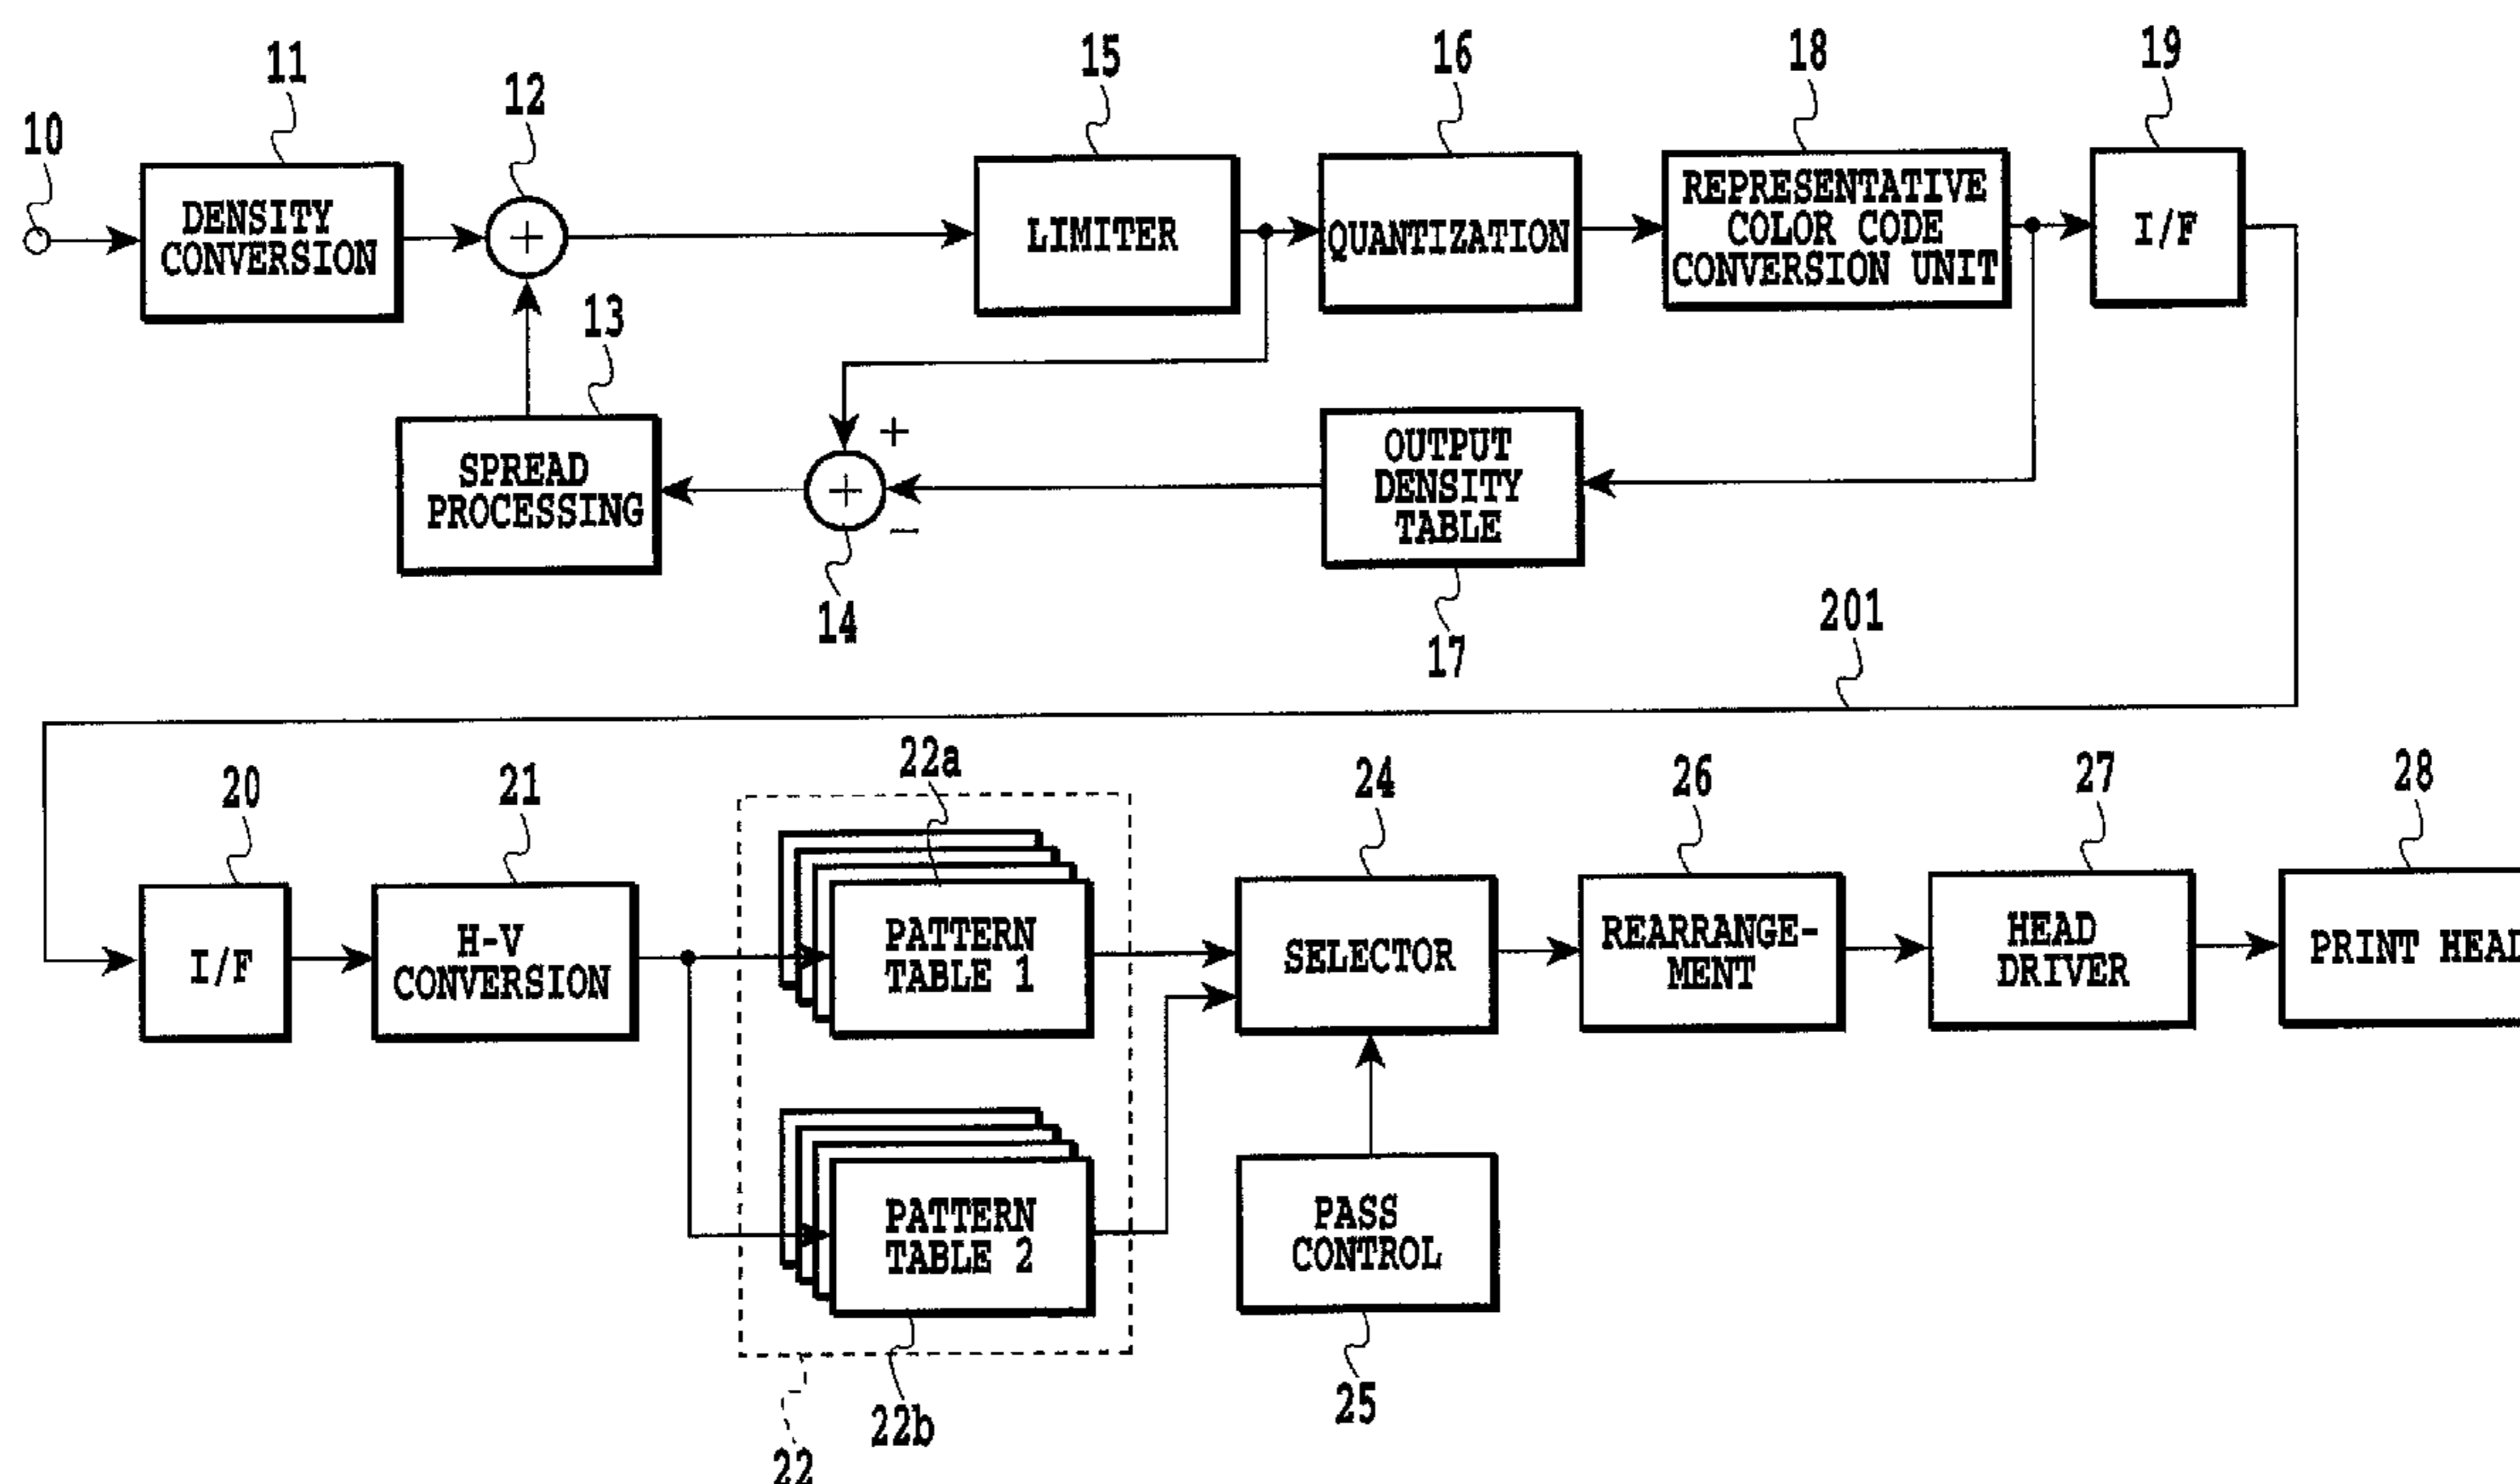 11
12
15
16
18
19
10
DENSITY
CONVERSION
+
LIMITER
QUANTIZATION
REPRESENTATIVE
COLOR CODE
CONVERSION UNIT
I/F
13
SPREAD
PROCESSING
+
+
−
14
OUTPUT
DENSITY
TABLE
17
201
20
21
22a
24
26
27
28
I/F
H-V
CONVERSION
PATTERN
TABLE 1
SELECTOR
REARRANGE-
MENT
HEAD
DRIVER
PRINT HEAD
PATTERN
TABLE 2
PASS
CONTROL
22
22b
25